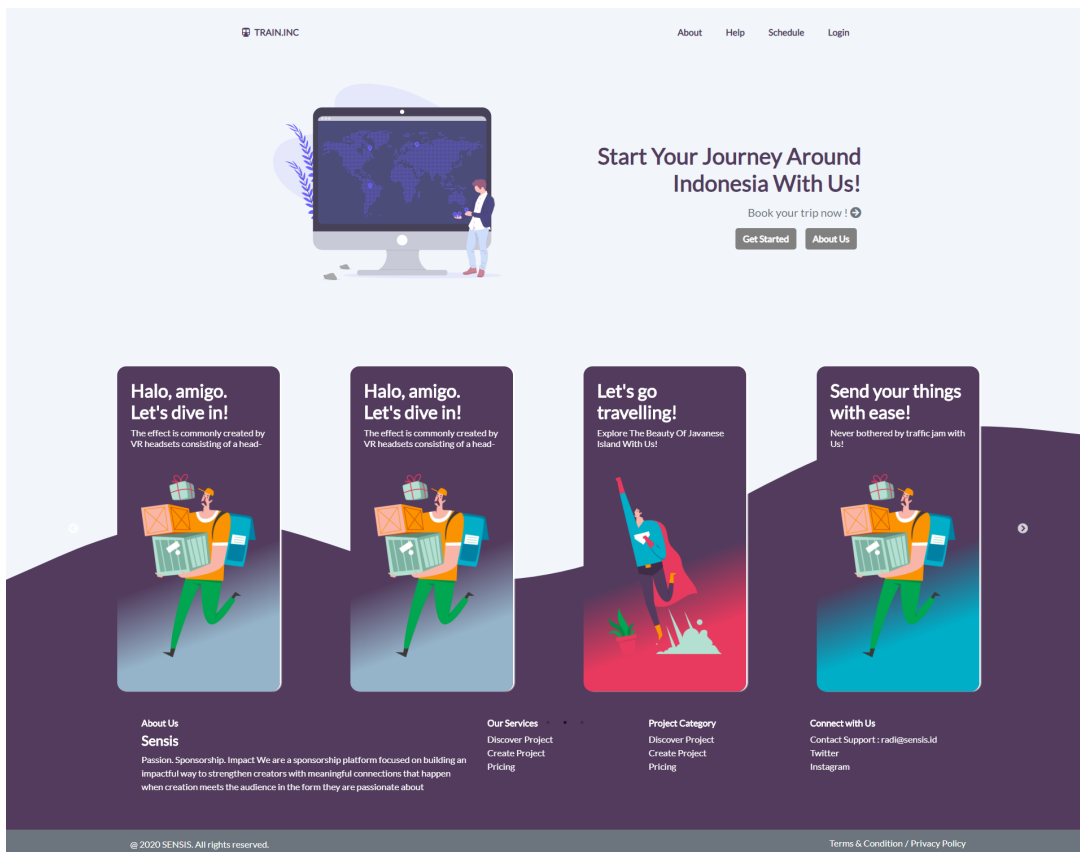 TRAIN.INC
About
Help
Schedule
Login
Start Your Journey Around
Indonesia With Us!
Book your trip now !
Get Started
About Us
Halo, amigo.
Let's dive in!
The effect is commonly created by
VR headsets consisting of a head-
Halo, amigo.
Let's dive in!
The effect is commonly created by
VR headsets consisting of a head-
Let's go
travelling!
Explore The Beauty Of Javanese
Island With Us!
Send your things
with ease!
Never bothered by traffic jam with
Us!
About Us
Sensis
Passion. Sponsorship. Impact We are a sponsorship platform focused on building an
impactful way to strengthen creators with meaningful connections that happen
when creation meets the audience in the form they are passionate about
Our Services
Discover Project
Create Project
Pricing
Project Category
Discover Project
Create Project
Pricing
Connect with Us
Contact Support : radi@sensis.id
Twitter
Instagram
@ 2020 SENSIS. All rights reserved.
Terms & Condition / Privacy Policy